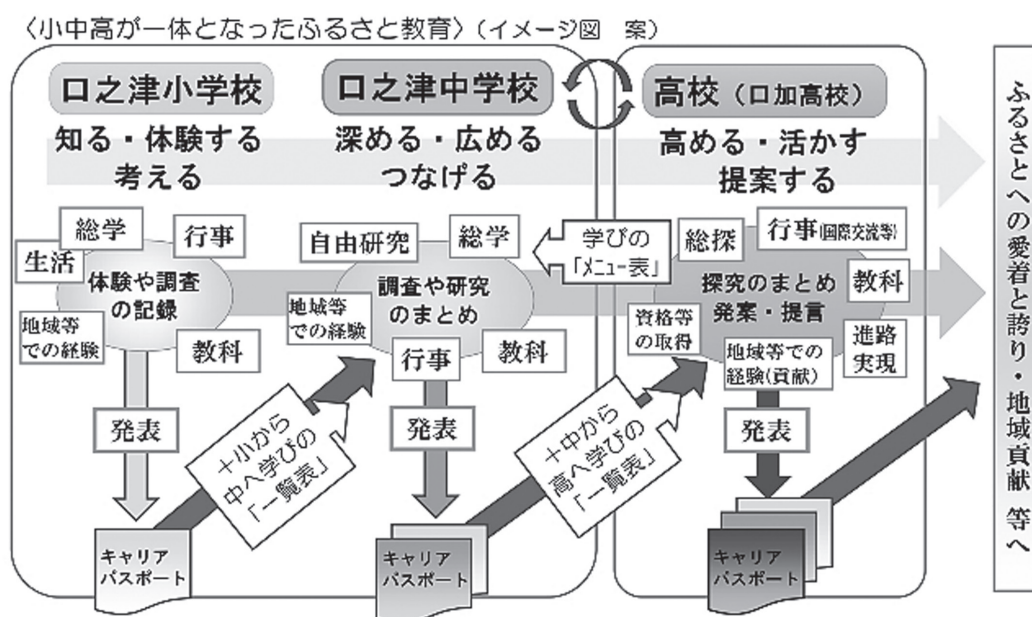 〈小中高が一体となったふるさと教育〉(イメージ図 案)
口之津小学校
知る・体験する
考える
総学
行事
生活
体験や調査
の記録
地域等
での経験
教科
発表
キャリア
パスポート
+小から
中へ学びの
「一覧表」
口之津中学校
深める・広める
つなげる
自由研究
総学
調査や研究
のまとめ
地域等
での経験
行事
教科
発表
キャリア
パスポート
+中から
高へ学びの
「一覧表」
学びの
「メニュー表」
高校(口加高校)
高める・活かす
提案する
総探
行事(国際交流等)
探究のまとめ
発案・提言
教科
資格等
の取得
地域等での
経験(貢献)
進路
実現
発表
キャリア
パスポート
ふるさとへの愛着と誇り・地域貢献 等へ